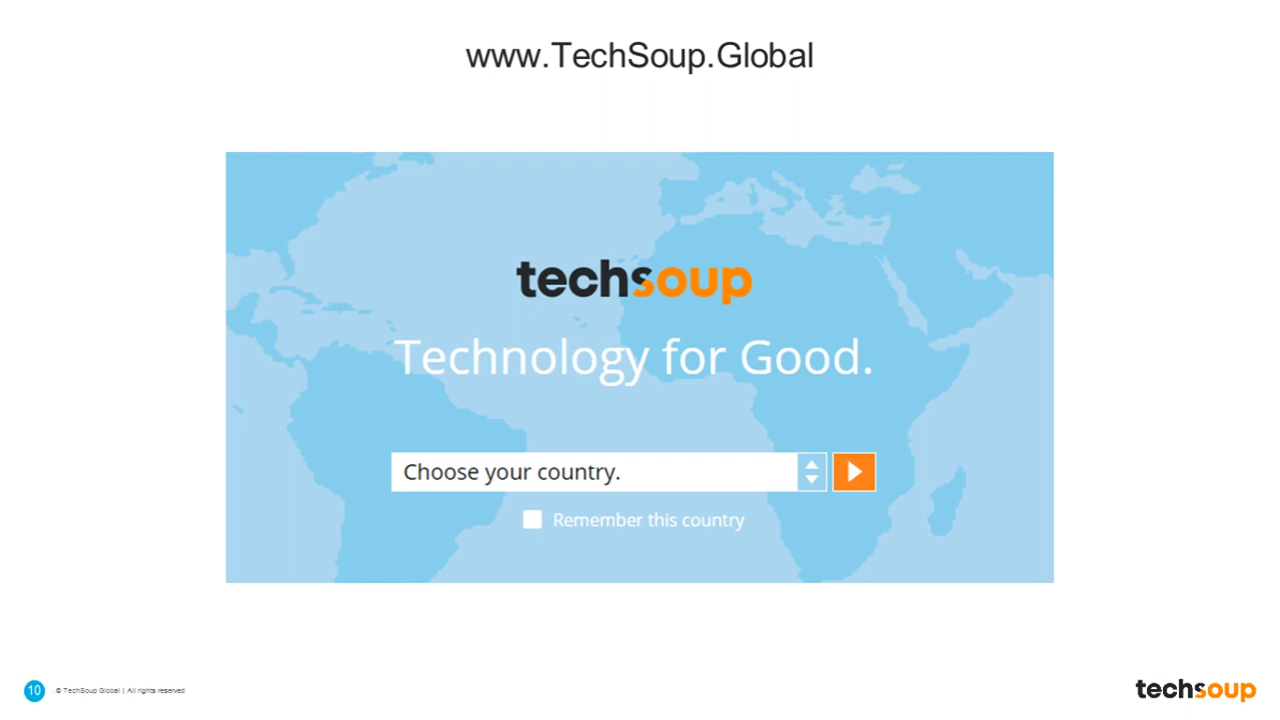 www.TechSoup.Global
techsoup
Technology for Good.
Choose your country.
Remember this country
10 . © TechSoup Global | All rights reserved
techsoup